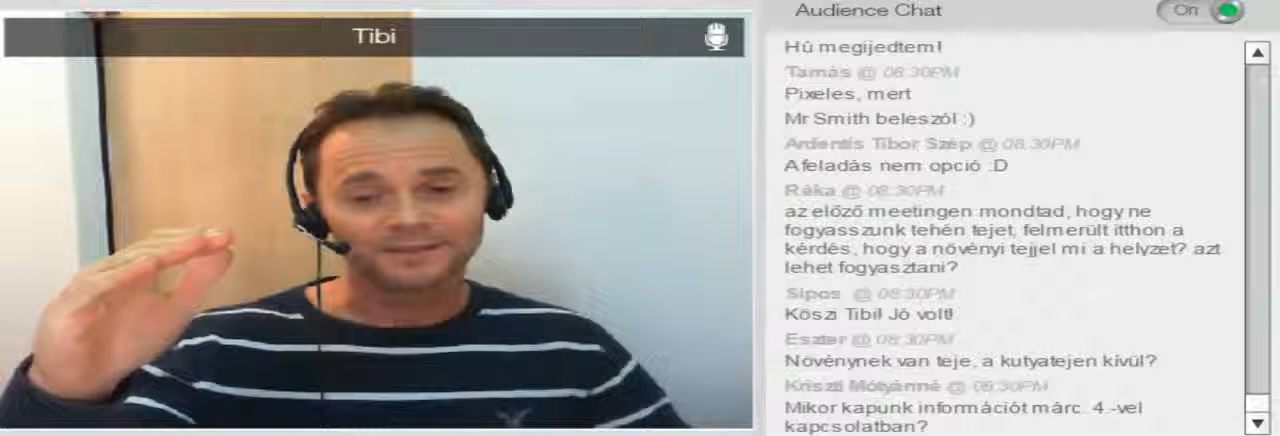 Tibi
Audience Chat
On
Hú megijedtem!
Tamás @ 08:30PM
Pixeles, mert
Mr Smith beleszól :)
Ardentis Tibor Szép @ 08:30PM
A feladás nem opció :D
Réka @ 08:30PM
az előző meetingen mondtad, hogy ne
fogyasszunk tehén tejet, felmerült itthon a
kérdés, hogy a növényi tejjel mi a helyzet? azt
lehet fogyasztani?
Sipos @ 08:30PM
Köszi Tibi! Jó volt!
Eszter @ 08:30PM
Növénynek van teje, a kutyatejen kívül?
Kriszti Mótyánné @ 08:30PM
Mikor kapunk információt márc. 4.-vel
kapcsolatban?